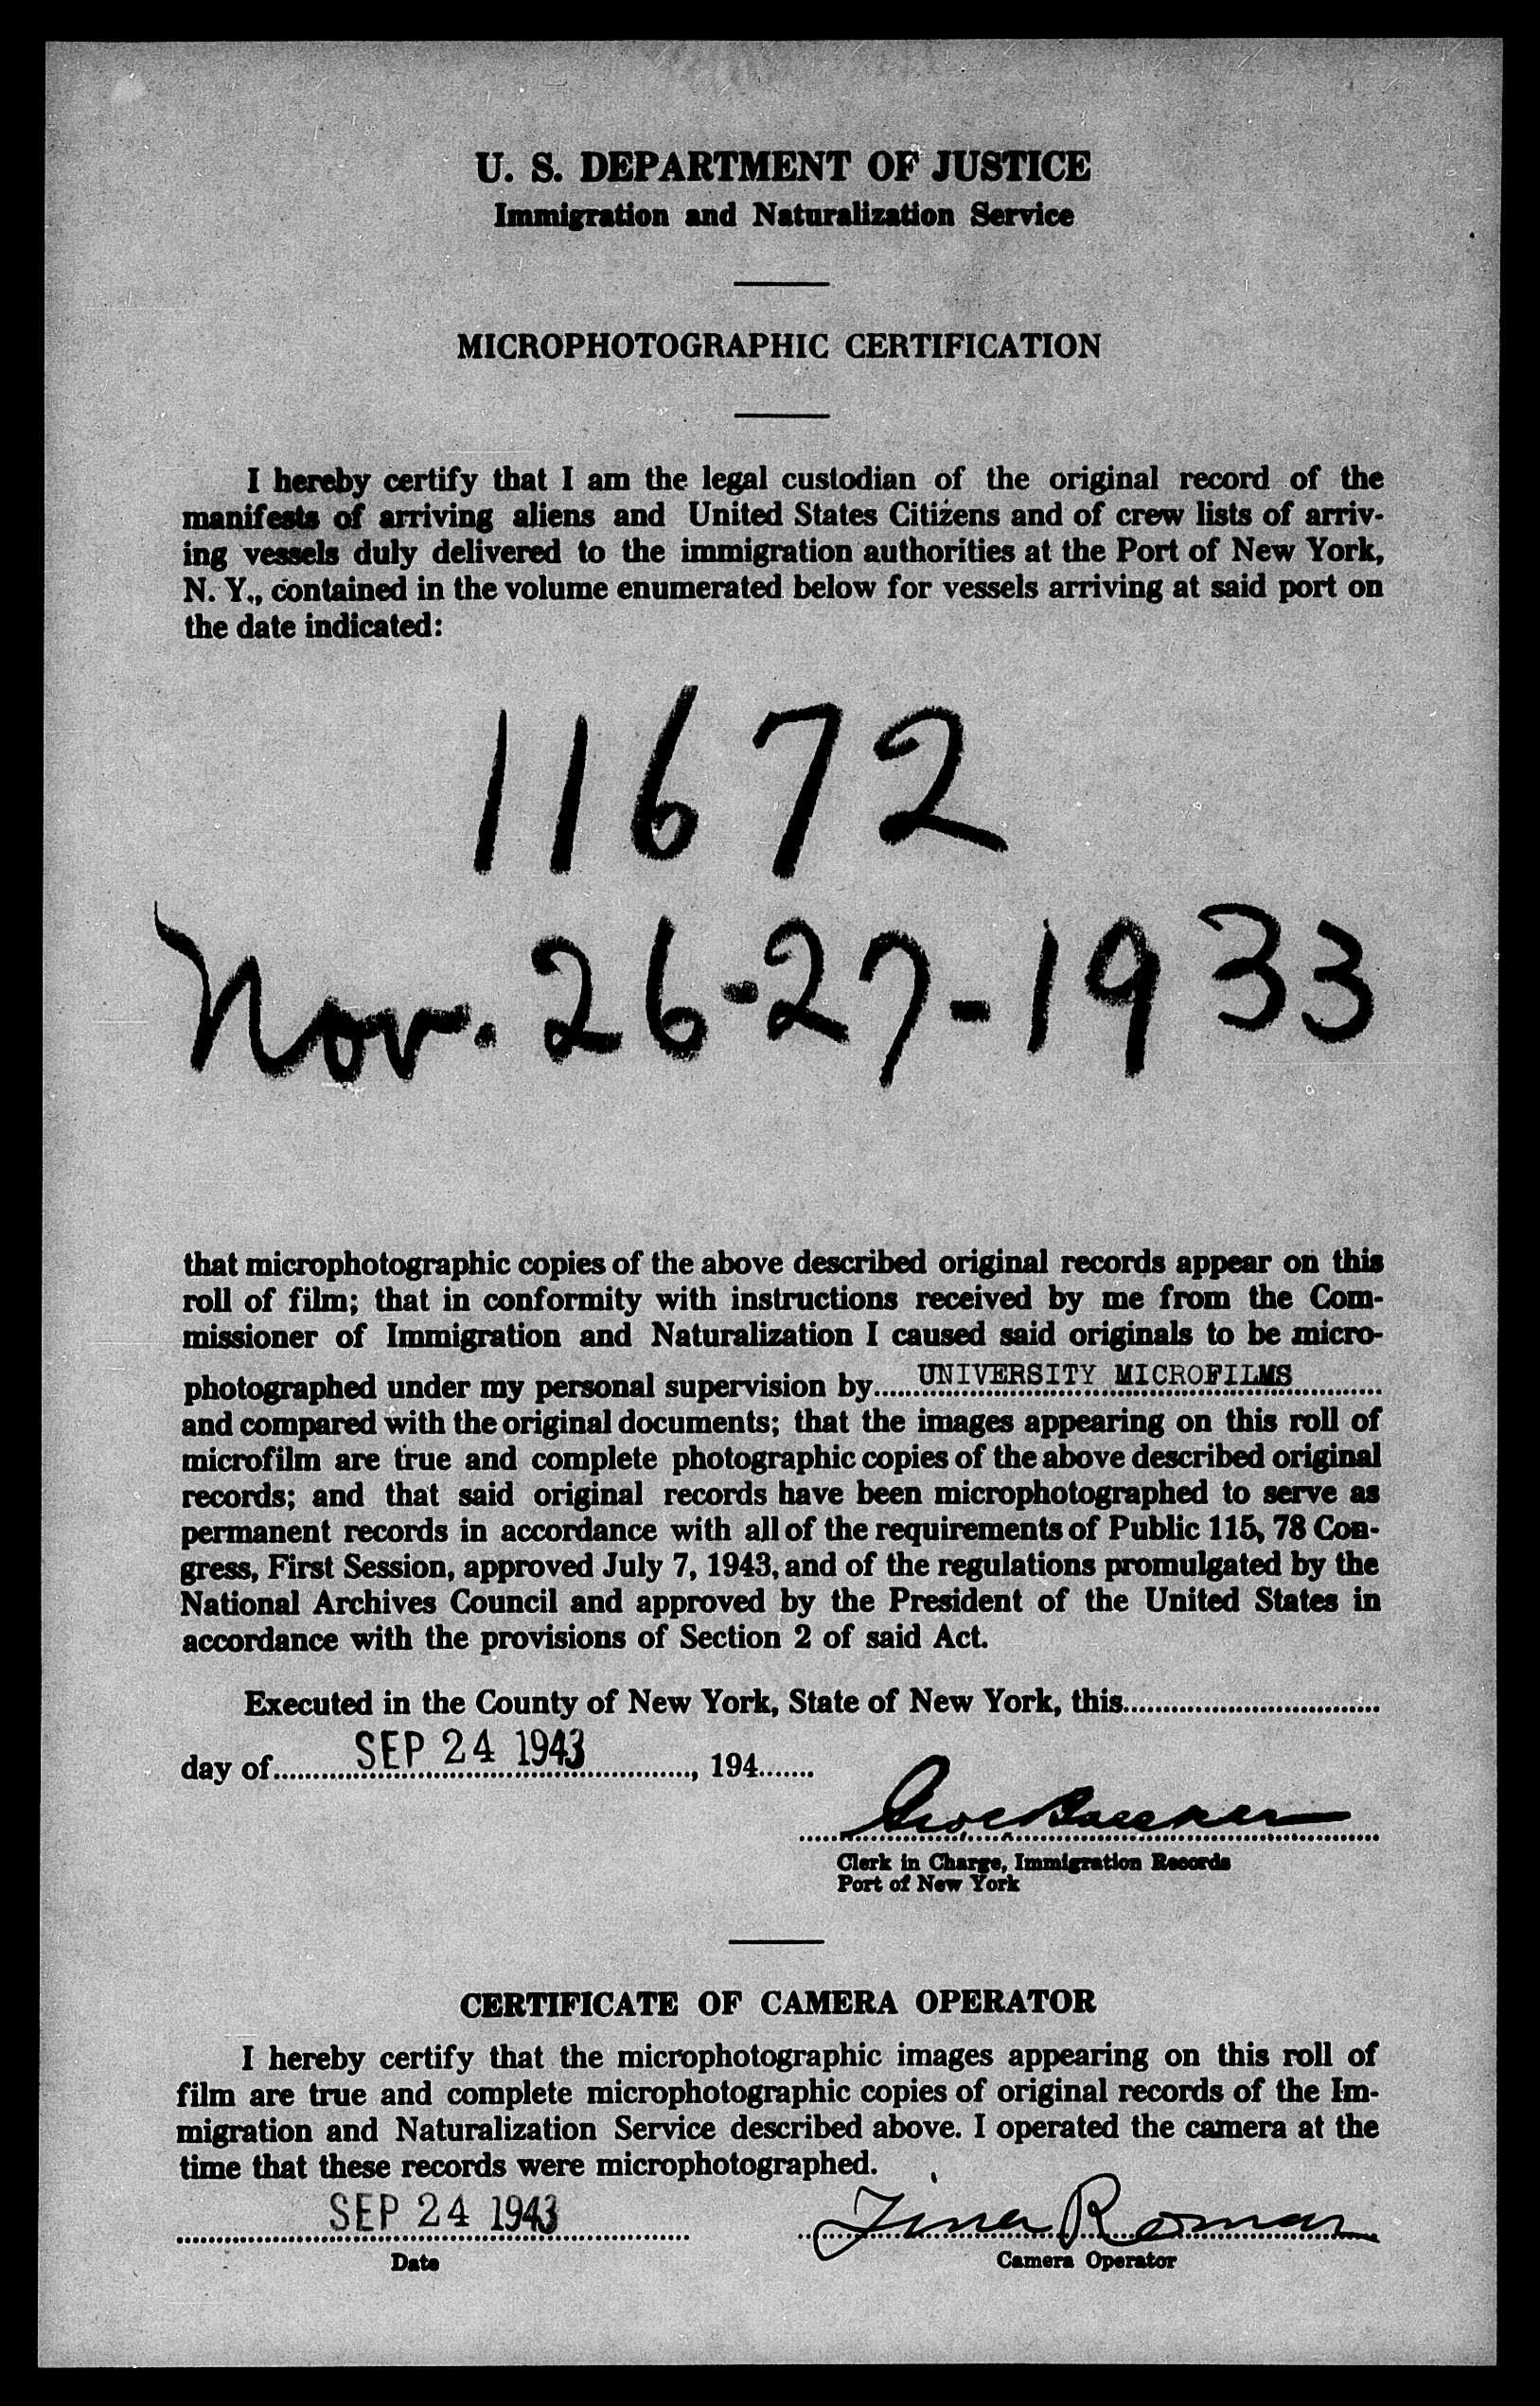 U. S. DEPARTMENT OF JUSTICE
Immigration and Naturalization Service
MICROPHOTOGRAPHIC CERTIFICATION
I hereby certify that I am the legal custodian of the original record of the
manifests of arriving aliens and United States Citizens and of crew lists of arriv-
ing vessels duly delivered to the immigration authorities at the Port of New York,
N. Y., contained in the volume enumerated below for vessels arriving at said port on
the date indicated:
11672
Nov. 26-27-1933
that microphotographic copies of the above described original records appear on this
roll of film; that in conformity with instructions received by me from the Com-
missioner of Immigration and Naturalization I caused said originals to be micro-
photographed under my personal supervision by UNIVERSITY MICROFILMS
and compared with the original documents; that the images appearing on this roll of
microfilm are true and complete photographic copies of the above described original
records; and that said original records have been microphotographed to serve as
permanent records in accordance with all of the requirements of Public 115, 78 Con-
gress, First Session, approved July 7, 1943, and of the regulations promulgated by the
National Archives Council and approved by the President of the United States in
accordance with the provisions of Section 2 of said Act.
Executed in the County of New York, State of New York, this
day of SEP 24 1943, 194
Clerk in Charge, Immigration Records
Port of New York
CERTIFICATE OF CAMERA OPERATOR
I hereby certify that the microphotographic images appearing on this roll of
film are true and complete microphotographic copies of original records of the Im-
migration and Naturalization Service described above. I operated the camera at the
time that these records were microphotographed.
SEP 24 1943 Tina Roman
Date Camera Operator